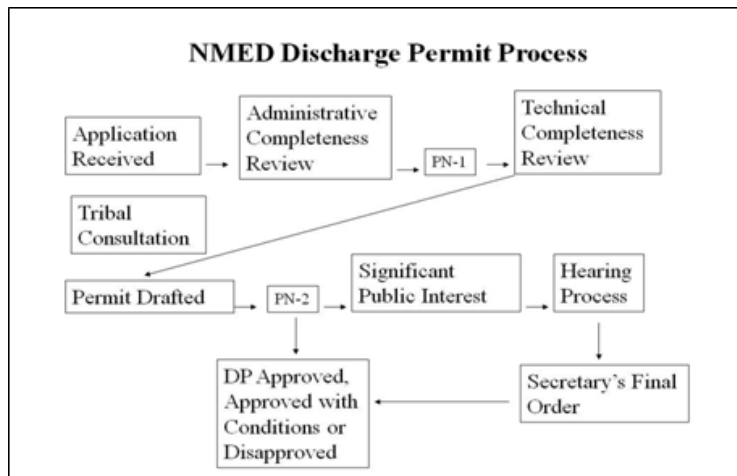 NMED Discharge Permit Process
Application
Received
Administrative
Completeness
Review
PN-1
Technical
Completeness
Review
Tribal
Consultation
Permit Drafted
PN-2
Significant
Public Interest
Hearing
Process
DP Approved,
Approved with
Conditions or
Disapproved
Secretary's Final
Order